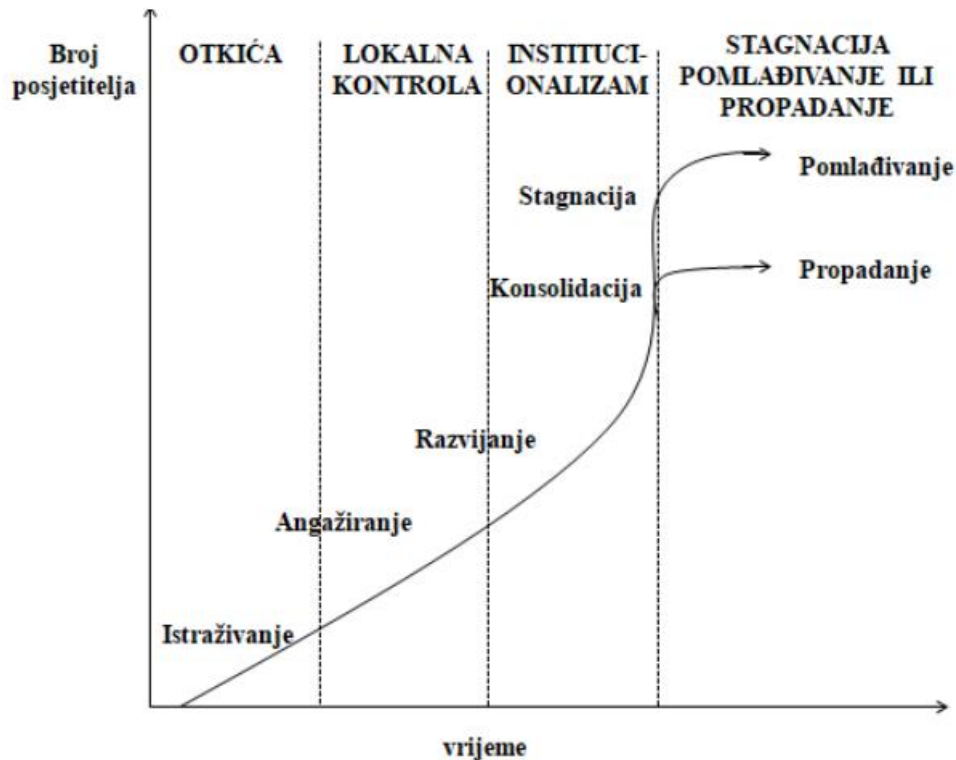 Broj
posjetitelja
OTKIĆA
LOKALNA
KONTROLA
INSTITUCI-
ONALIZAM
STAGNACIJA
POMLAĐIVANJE ILI
PROPADANJE
Pomlađivanje
Stagnacija
Propadanje
Konsolidacija
Razvijanje
Angažiranje
Istraživanje
vrijeme